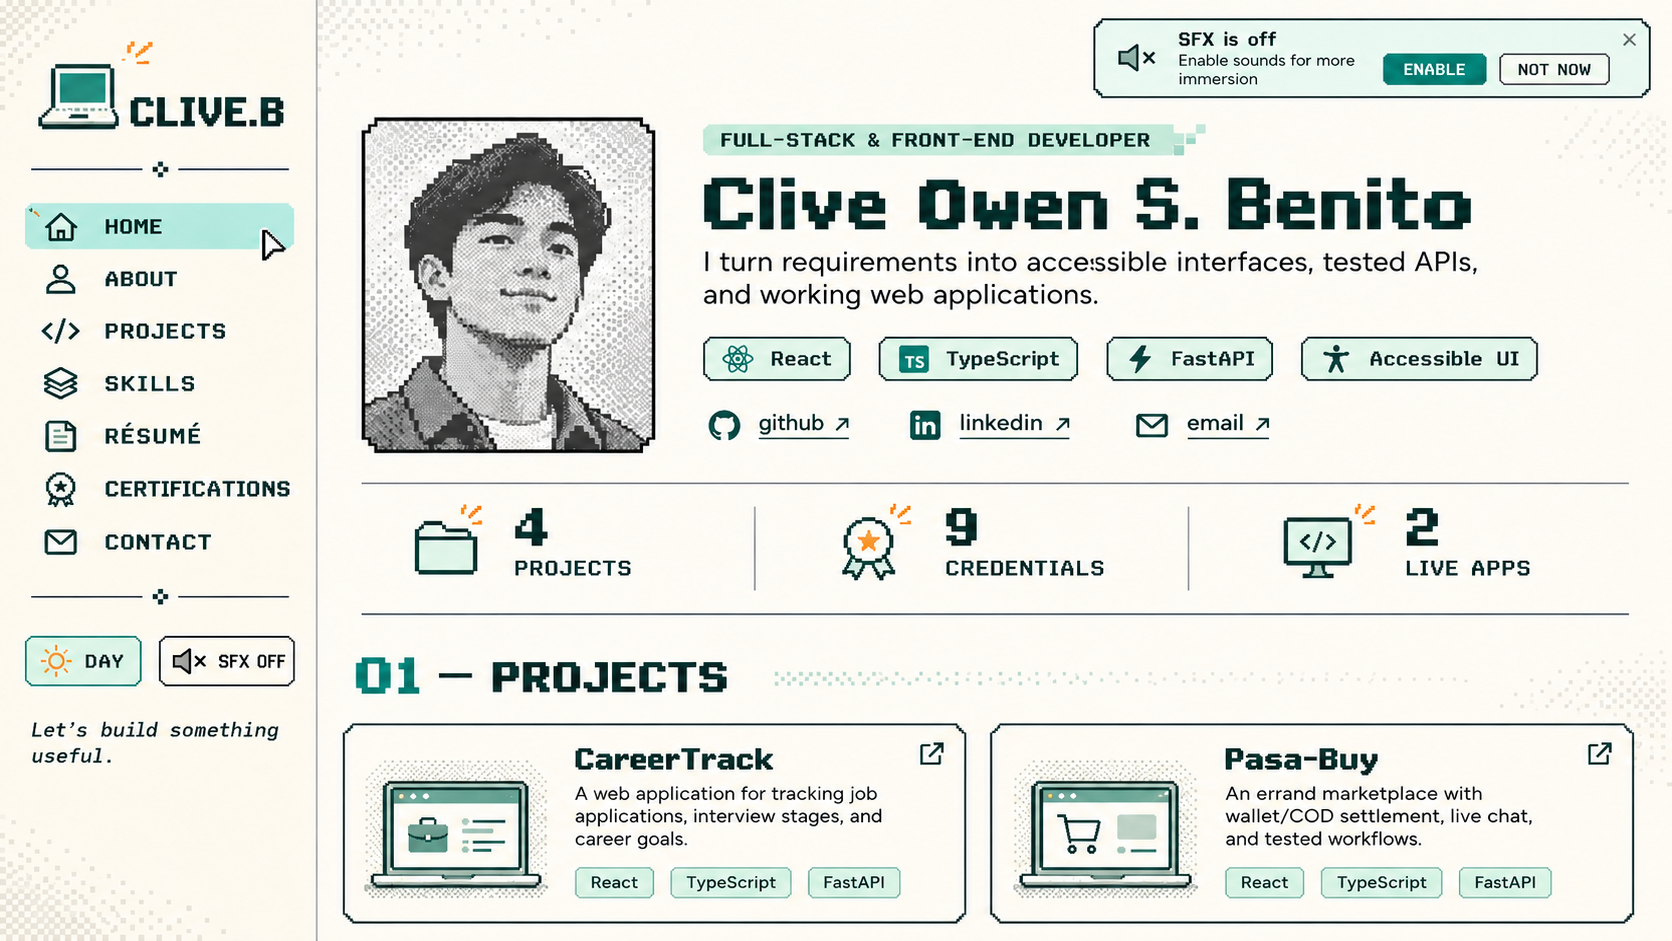 CLIVE.B
HOME
ABOUT
PROJECTS
SKILLS
RÉSUMÉ
CERTIFICATIONS
CONTACT
DAY
SFX OFF
Let's build something
useful.
SFX is off
Enable sounds for more
immersion
ENABLE
NOT NOW
FULL-STACK & FRONT-END DEVELOPER
Clive Owen S. Benito
I turn requirements into accessible interfaces, tested APIs,
and working web applications.
React
TS TypeScript
FastAPI
Accessible UI
github ↗
in linkedin ↗
email ↗
4
PROJECTS
9
CREDENTIALS
</>
2
LIVE APPS
01 — PROJECTS
CareerTrack
A web application for tracking job
applications, interview stages, and
career goals.
React
TypeScript
FastAPI
Pasa-Buy
An errand marketplace with
wallet/COD settlement, live chat,
and tested workflows.
React
TypeScript
FastAPI